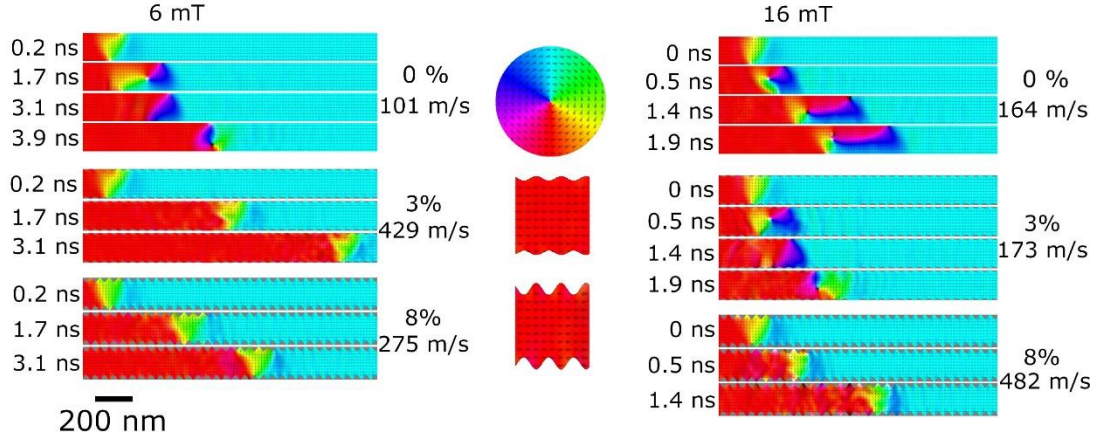 6 mT
0.2 ns
1.7 ns
3.1 ns
3.9 ns
0 %
101 m/s
0.2 ns
1.7 ns
3.1 ns
3%
429 m/s
0.2 ns
1.7 ns
3.1 ns
8%
275 m/s
200 nm
16 mT
0 ns
0.5 ns
1.4 ns
1.9 ns
0 %
164 m/s
0 ns
0.5 ns
1.4 ns
1.9 ns
3%
173 m/s
0 ns
0.5 ns
1.4 ns
8%
482 m/s